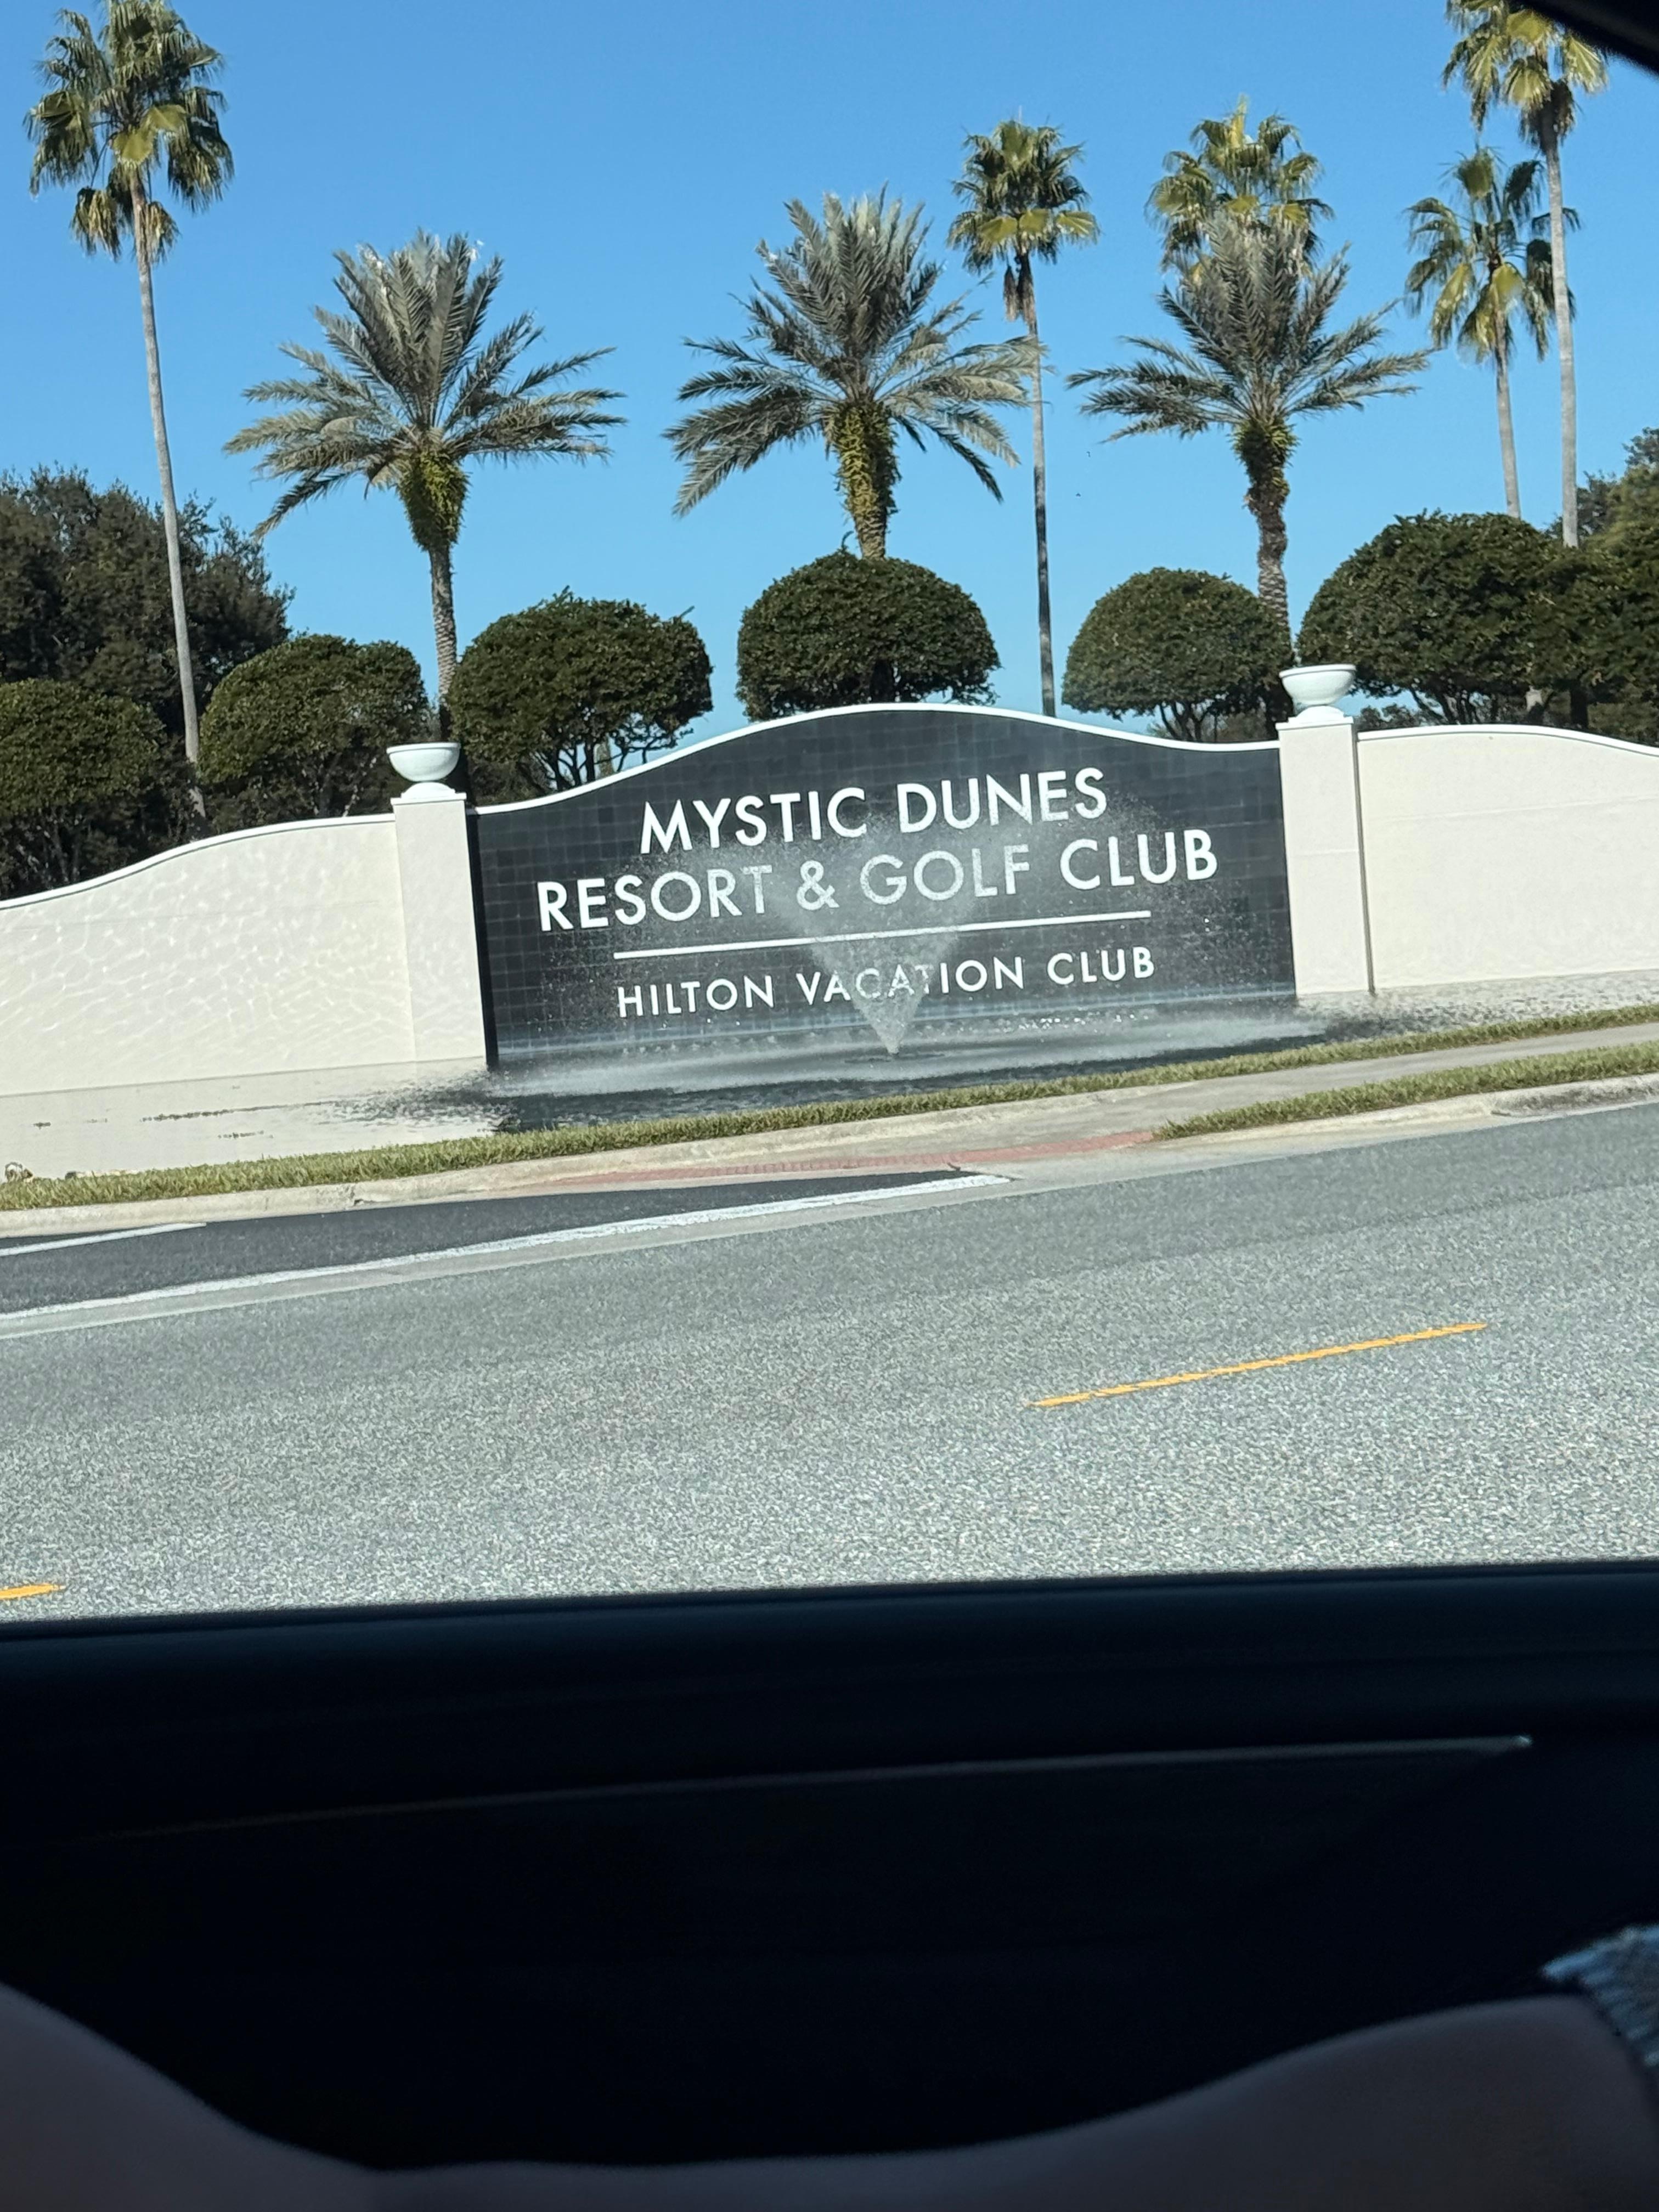 MYSTIC DUNES
RESORT & GOLF CLUB
HILTON VACATION CLUB